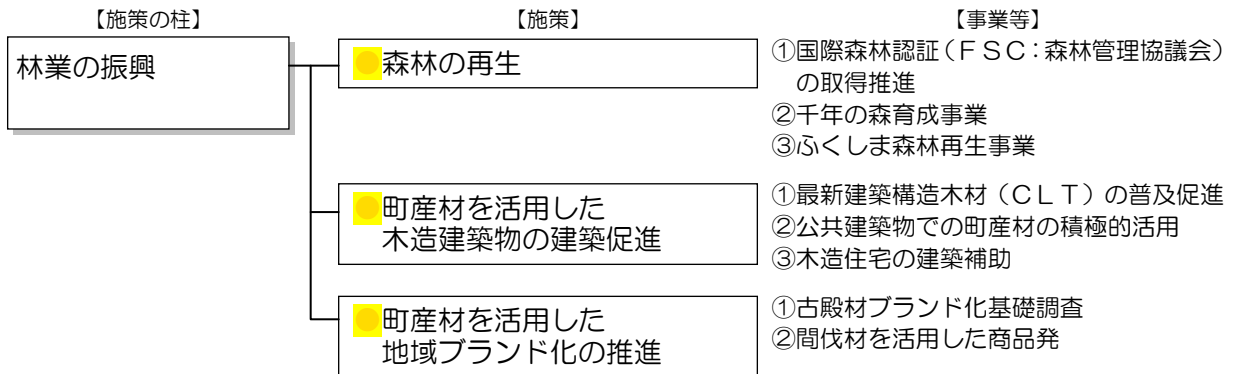 【施策の柱】
【施策】
【事業等】
林業の振興
●森林の再生
①国際森林認証(ＦＳＣ:森林管理協議会)
の取得推進
②千年の森育成事業
③ふくしま森林再生事業
●町産材を活用した
木造建築物の建築促進
①最新建築構造木材(ＣＬＴ)の普及促進
②公共建築物での町産材の積極的活用
③木造住宅の建築補助
●町産材を活用した
地域ブランド化の推進
①古殿材ブランド化基礎調査
②間伐材を活用した商品発